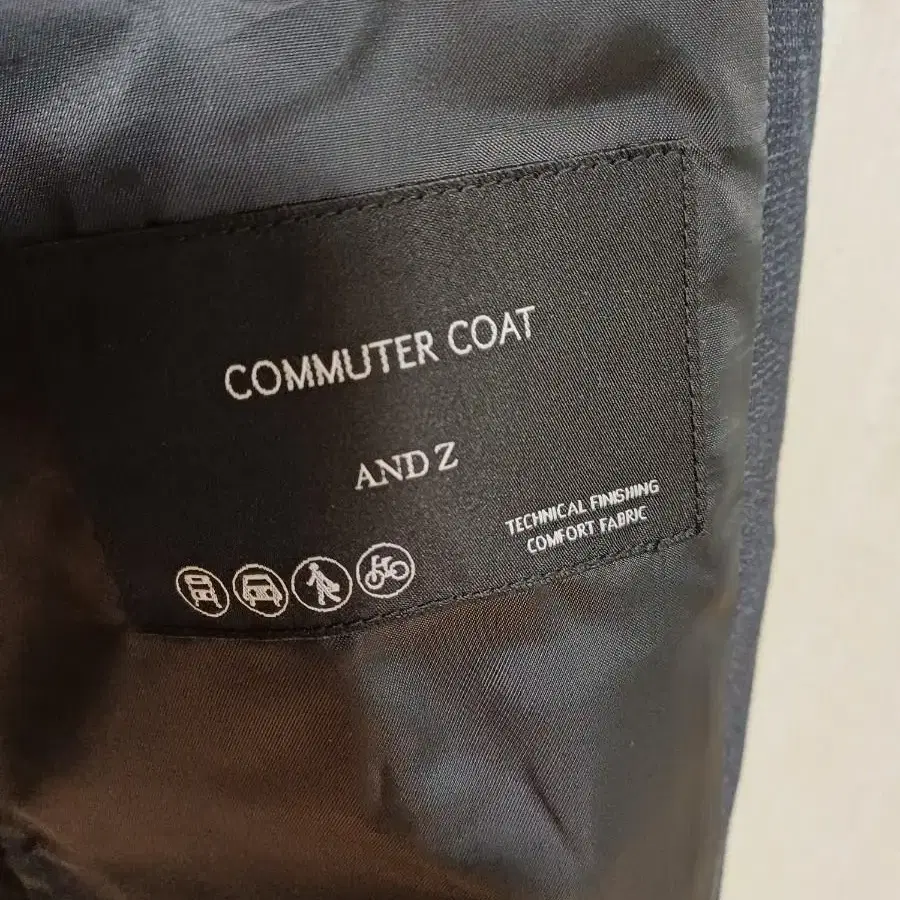 COMMUTER COAT
AND Z
TECHNICAL FINISHING
COMFORT FABRIC